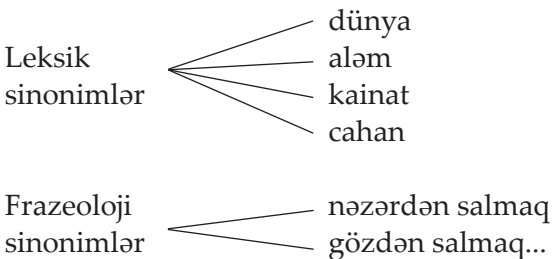 Leksik
sinonimlər
dünya
aləm
kainat
cahan
Frazeoloji
sinonimlər
nəzərdən salmaq
gözdən salmaq...